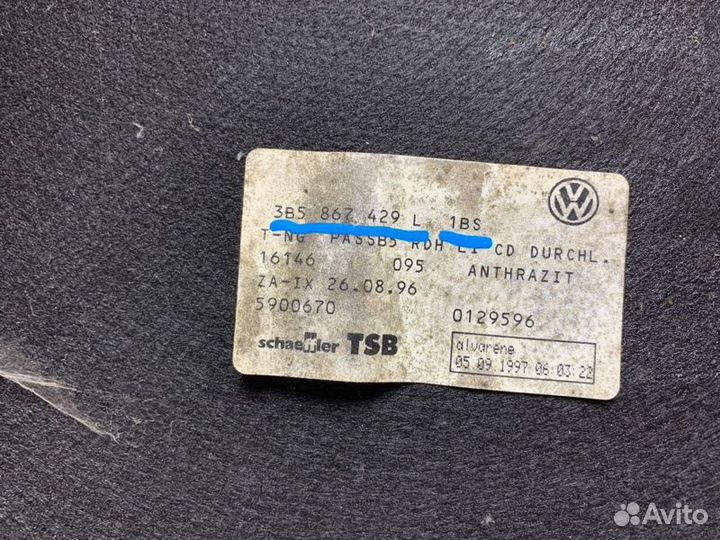 3B5 867 429 L 1BS
T-NG PASSB5 RDH LI CD DURCHL.
16146 095 ANTHRAZIT
ZA-IX 26.08.96
5900670 0129596
schaeffler TSB
alvarene
05.09.1997 06:03:22
Avito